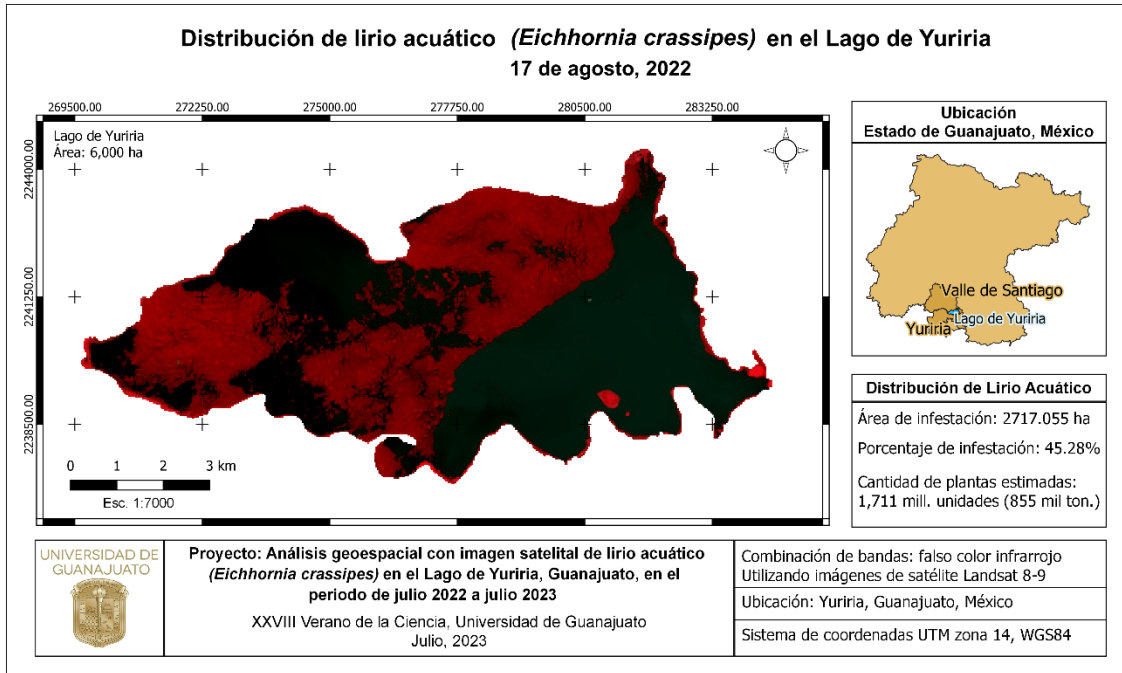 Distribución de lirio acuático (Eichhornia crassipes) en el Lago de Yuriria
17 de agosto, 2022
269500.00 272250.00 275000.00 277750.00 280500.00 283250.00
Lago de Yuriria
Área: 6,000 ha
2244000.00
2241250.00
2238500.00
0 1 2 3 km
Esc. 1:7000
Ubicación
Estado de Guanajuato, México
Valle de Santiago
Lago de Yuriria
Yuriria
Distribución de Lirio Acuático
Área de infestación: 2717.055 ha
Porcentaje de infestación: 45.28%
Cantidad de plantas estimadas:
1,711 mill. unidades (855 mil ton.)
UNIVERSIDAD DE
GUANAJUATO
Proyecto: Análisis geoespacial con imagen satelital de lirio acuático
(Eichhornia crassipes) en el Lago de Yuriria, Guanajuato, en el
periodo de julio 2022 a julio 2023
XXVIII Verano de la Ciencia, Universidad de Guanajuato
Julio, 2023
Combinación de bandas: falso color infrarrojo
Utilizando imágenes de satélite Landsat 8-9
Ubicación: Yuriria, Guanajuato, México
Sistema de coordenadas UTM zona 14, WGS84